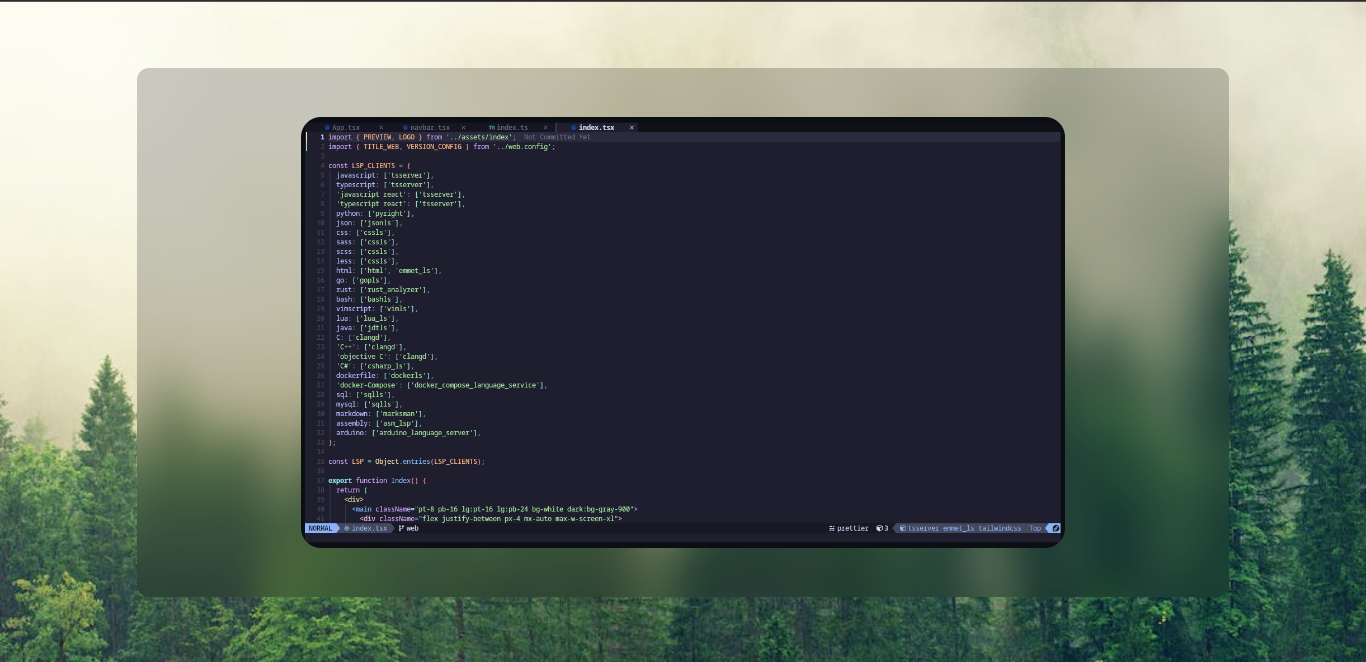 App.tsx × navbar.tsx × TS index.ts × index.tsx ×
1 import { PREVIEW, LOGO } from '../assets/index'; Not Committed Yet
2 import { TITLE_WEB, VERSION_CONFIG } from '../web.config';
3
4 const LSP_CLIENTS = {
5 javascript: ['tsserver'],
6 typescript: ['tsserver'],
7 'javascript react': ['tsserver'],
8 'typescript react': ['tsserver'],
9 python: ['pyright'],
10 json: ['jsonls'],
11 css: ['cssls'],
12 sass: ['cssls'],
13 scss: ['cssls'],
14 less: ['cssls'],
15 html: ['html', 'emmet_ls'],
16 go: ['gopls'],
17 rust: ['rust_analyzer'],
18 bash: ['bashls'],
19 vimscript: ['vimls'],
20 lua: ['lua_ls'],
21 java: ['jdtls'],
22 C: ['clangd'],
23 'C++': ['clangd'],
24 'objective C': ['clangd'],
25 'C#': ['csharp_ls'],
26 dockerfile: ['dockerls'],
27 'docker-Compose': ['docker_compose_language_service'],
28 sql: ['sqlls'],
29 mysql: ['sqlls'],
30 markdown: ['marksman'],
31 assembly: ['asm_lsp'],
32 arduino: ['arduino_language_server'],
33 };
34
35 const LSP = Object.entries(LSP_CLIENTS);
36
37 export function Index() {
38 return (
39 <div>
40 <main className="pt-8 pb-16 lg:pt-16 lg:pb-24 bg-white dark:bg-gray-900">
41 <div className="flex justify-between px-4 mx-auto max-w-screen-xl">
NORMAL index.tsx web prettier 3 tsserver emmet_ls tailwindcss Top